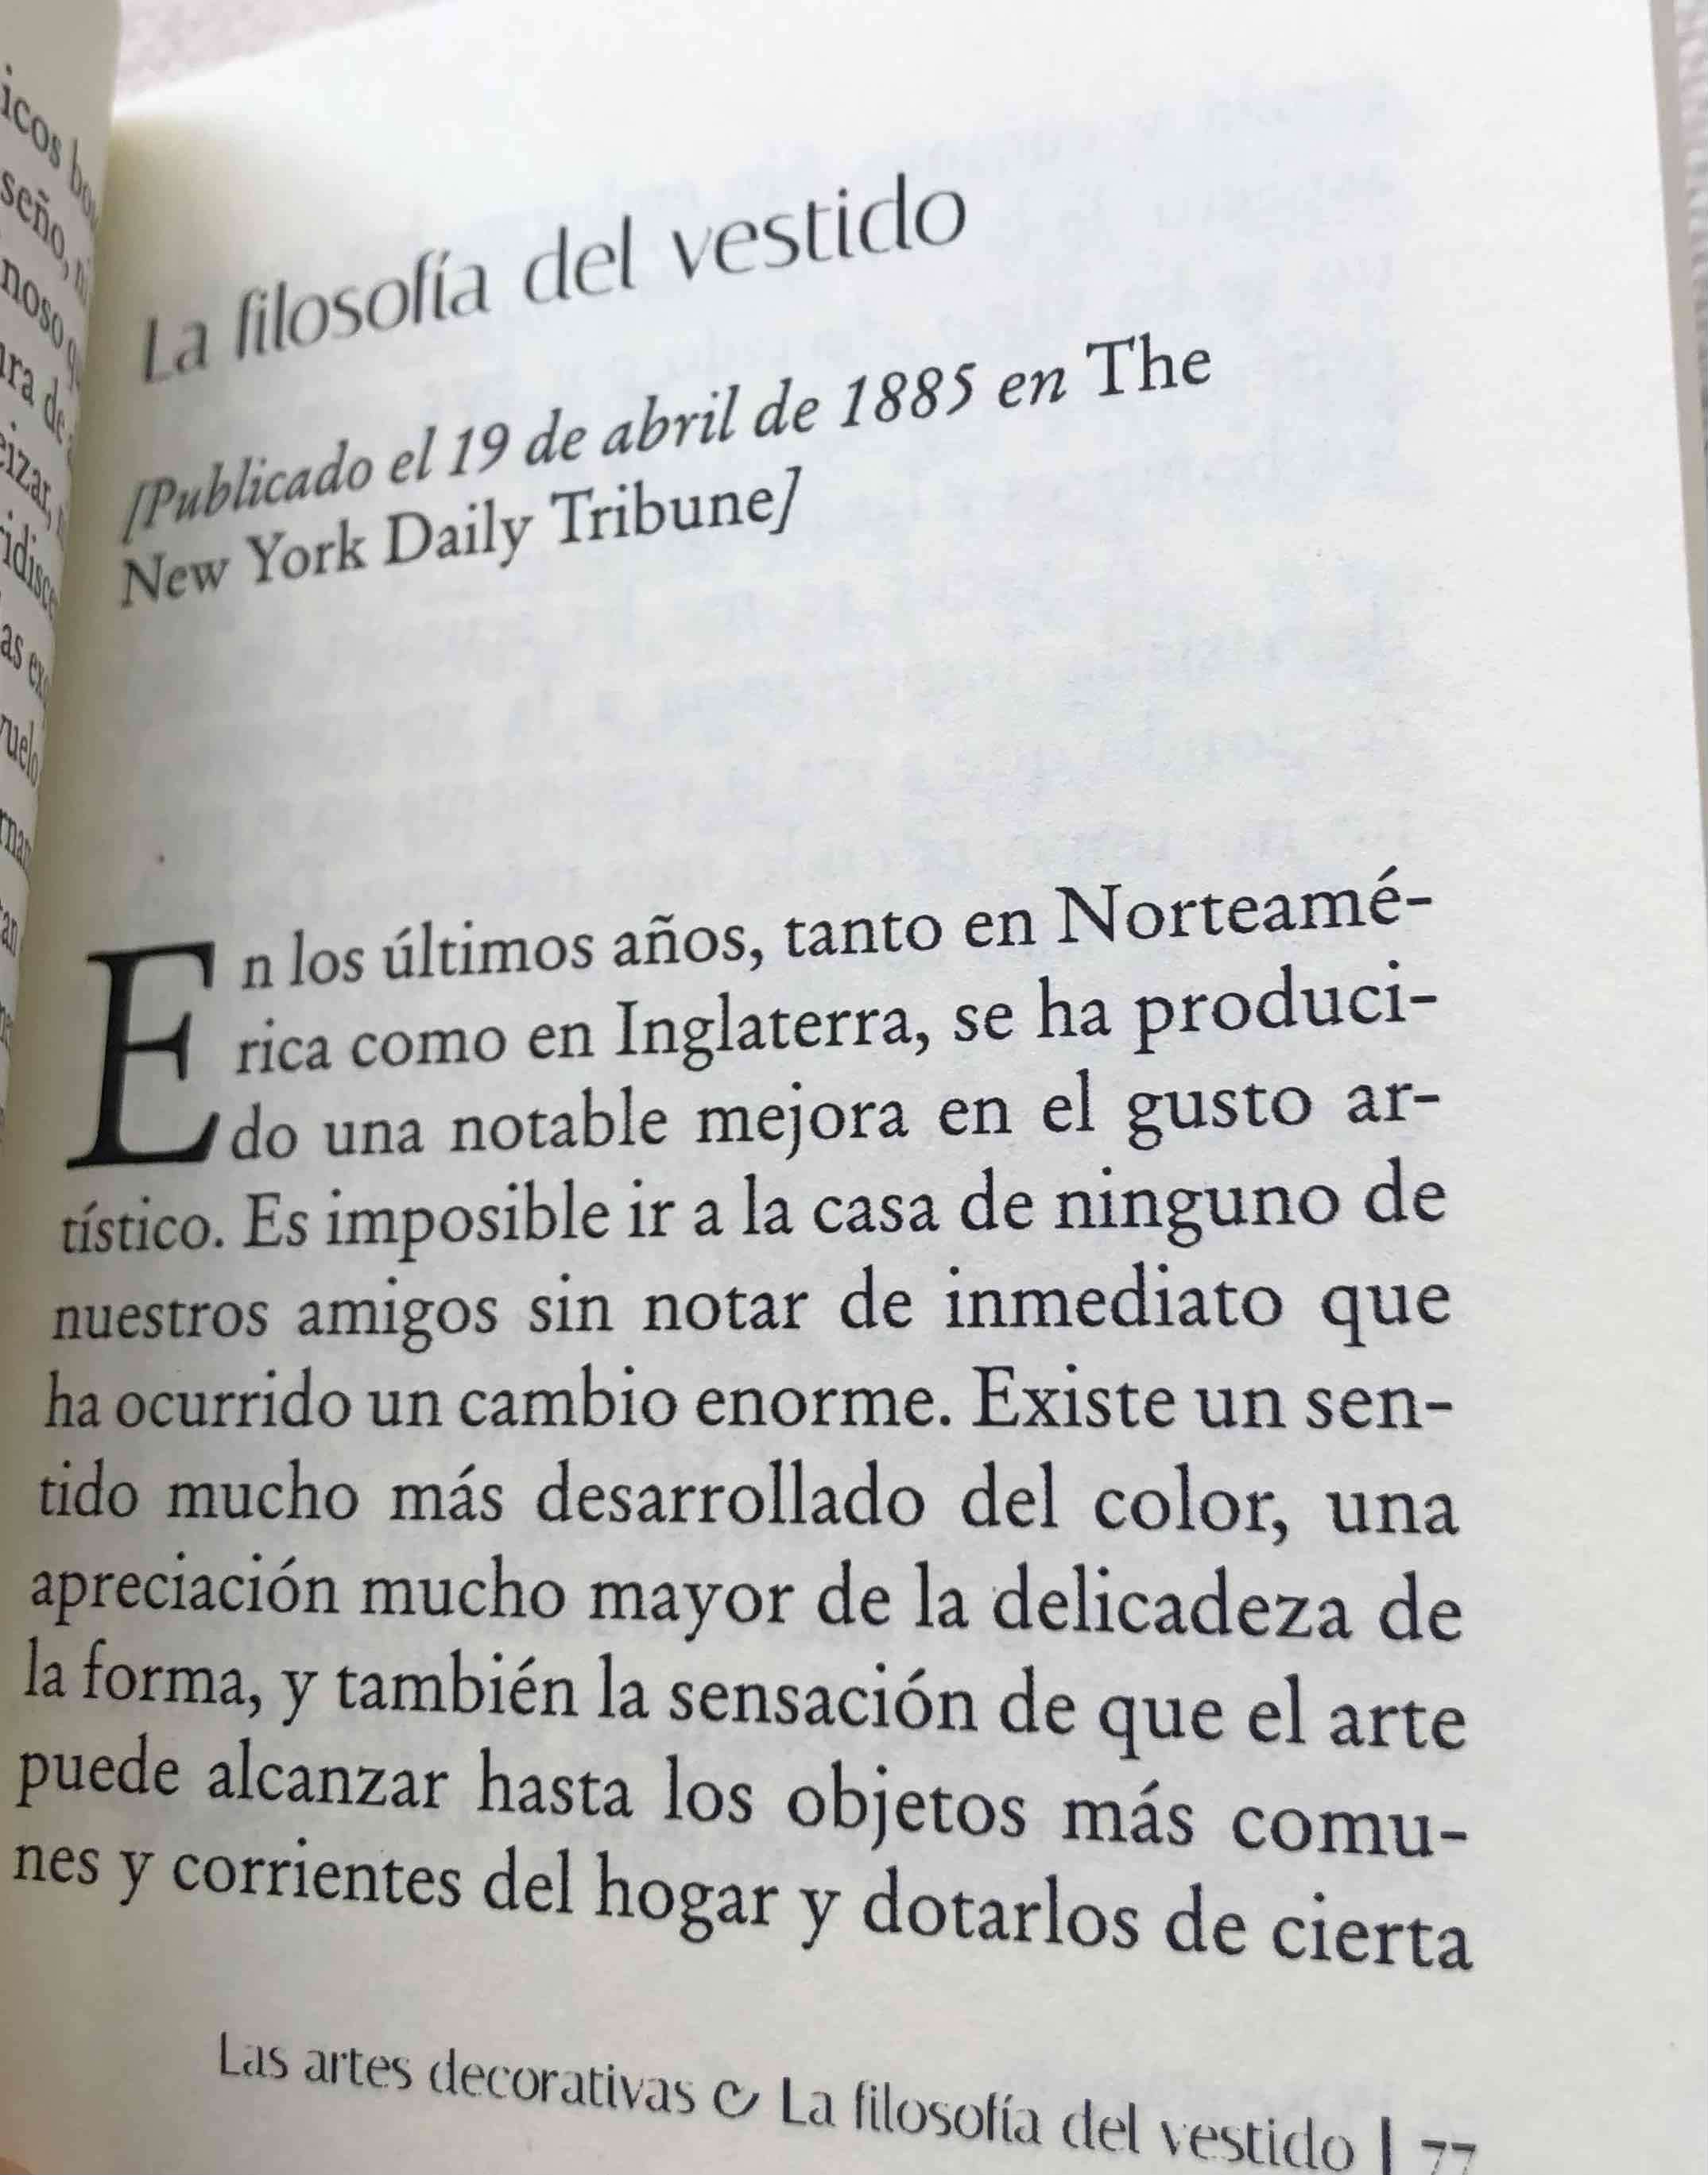 La filosofía del vestido
[Publicado el 19 de abril de 1885 en The
New York Daily Tribune]
En los últimos años, tanto en Norteamé-
rica como en Inglaterra, se ha produci-
do una notable mejora en el gusto ar-
tístico. Es imposible ir a la casa de ninguno de
nuestros amigos sin notar de inmediato que
ha ocurrido un cambio enorme. Existe un sen-
tido mucho más desarrollado del color, una
apreciación mucho mayor de la delicadeza de
la forma, y también la sensación de que el arte
puede alcanzar hasta los objetos más comu-
nes y corrientes del hogar y dotarlos de cierta
Las artes decorativas & La filosofía del vestido | 77